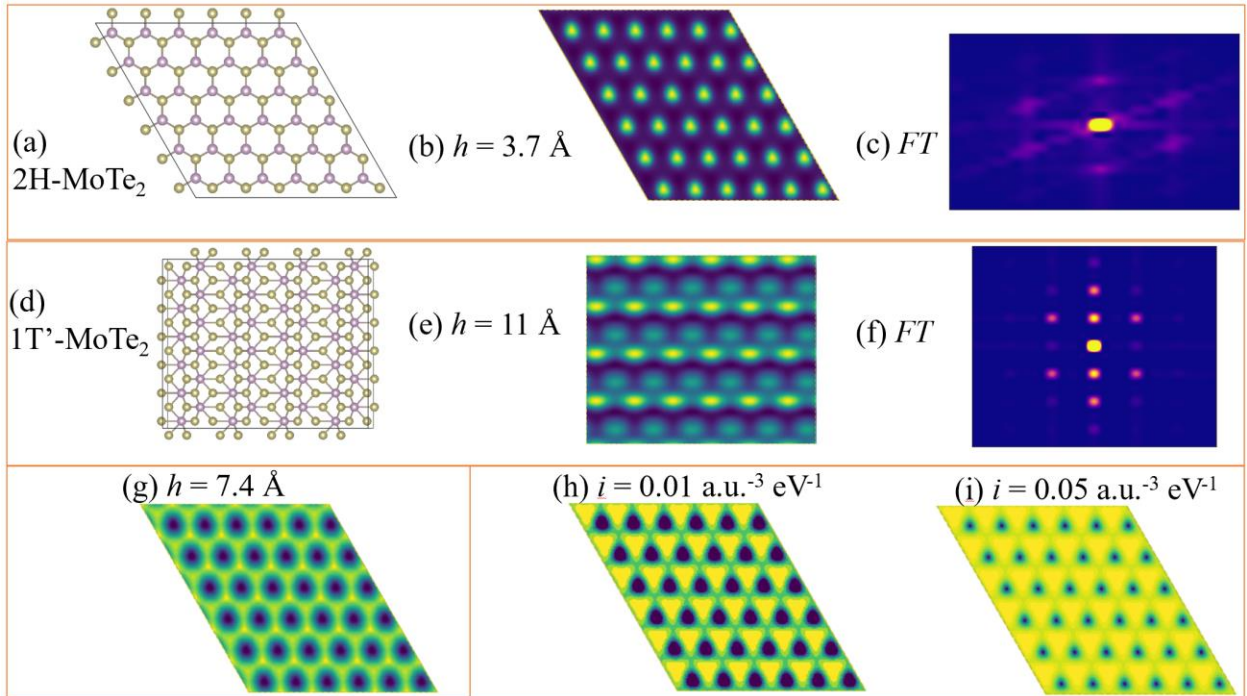 (a)
2H-MoTe₂
(b) h = 3.7 Å
(c) FT
(d)
1T’-MoTe₂
(e) h = 11 Å
(f) FT
(g) h = 7.4 Å
(h) i = 0.01 a.u.⁻³ eV⁻¹
(i) i = 0.05 a.u.⁻³ eV⁻¹